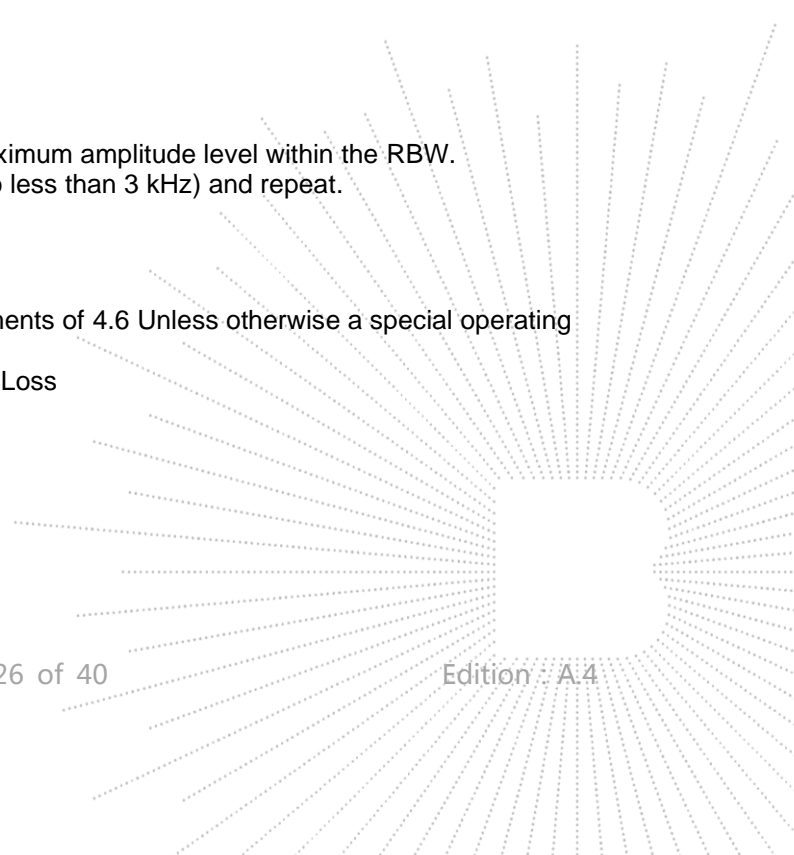 ximum amplitude level within the RBW.
less than 3 kHz) and repeat.
ents of 4.6 Unless otherwise a special operating
Loss
26 of 40 Edition : A.4